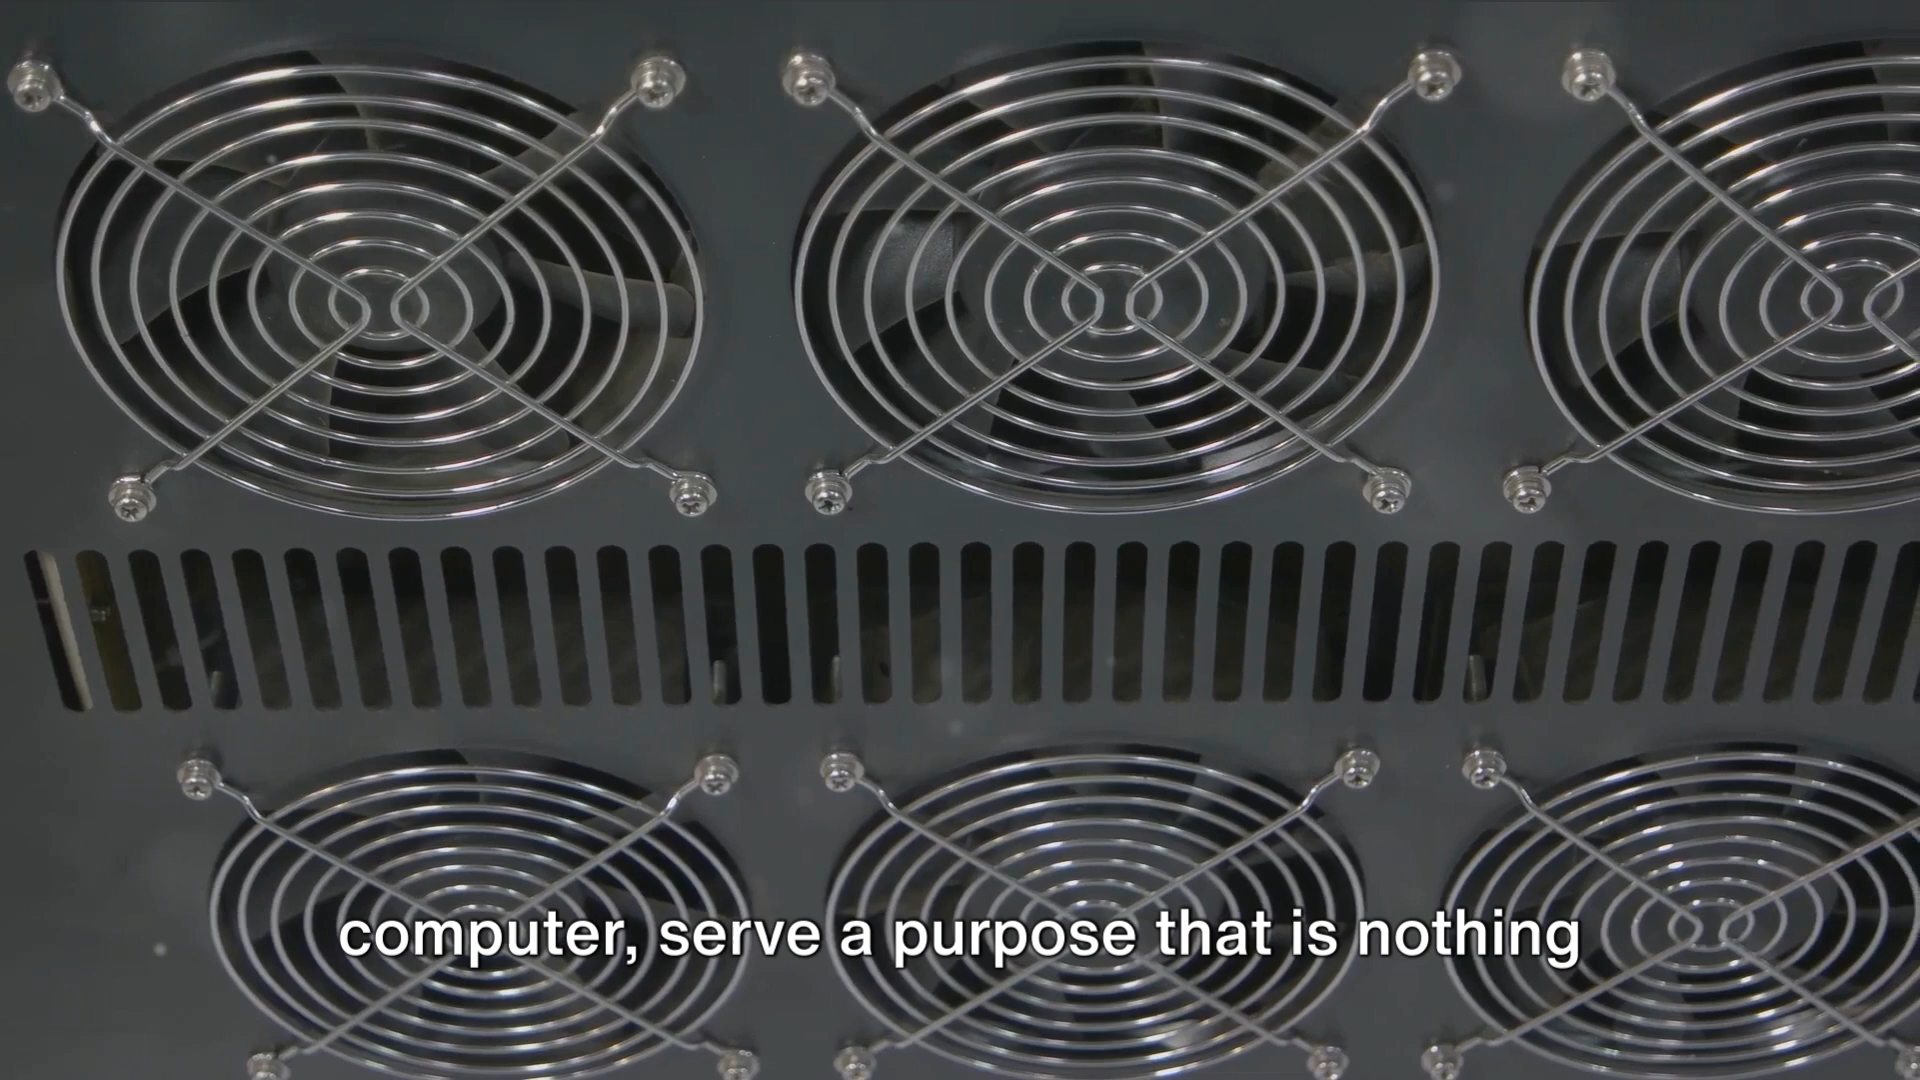 computer, serve a purpose that is nothing